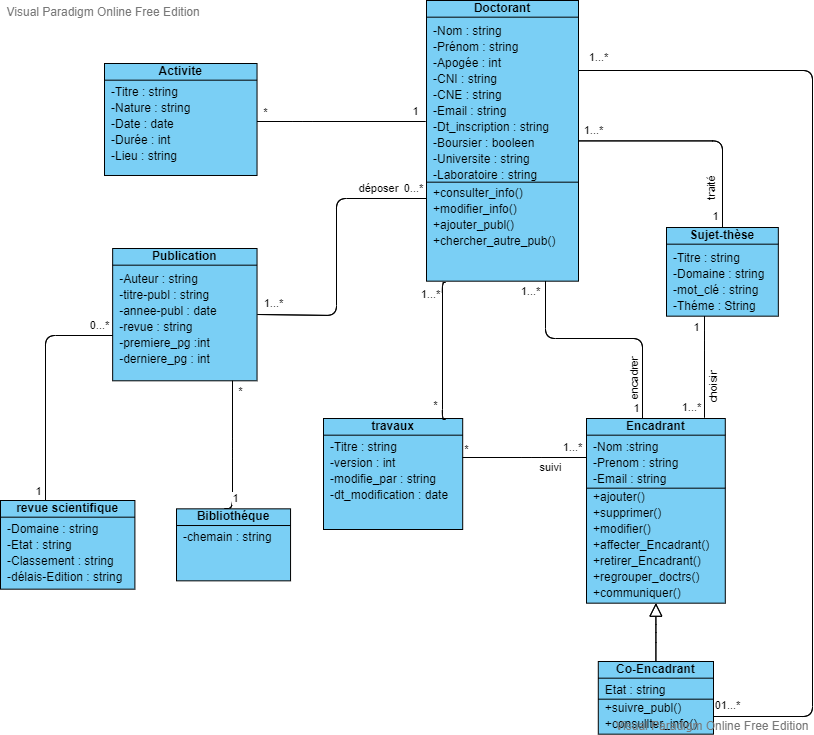 Visual Paradigm Online Free Edition
Doctorant
-Nom : string
-Prénom : string
-Apogée : int
-CNI : string
-CNE : string
-Email : string
-Dt_inscription : string
-Boursier : booleen
-Universite : string
-Laboratoire : string
+consulter_info()
+modifier_info()
+ajouter_publ()
+chercher_autre_pub()
Activite
-Titre : string
-Nature : string
-Date : date
-Durée : int
-Lieu : string
*
1
1...*
1...*
traité
1
déposer 0...*
1...*
Sujet-thèse
-Titre : string
-Domaine : string
-mot_clé : string
-Théme : String
1
choisir
1...*
Publication
-Auteur : string
-titre-publ : string
-annee-publ : date
-revue : string
-premiere_pg :int
-derniere_pg : int
0...*
1
*
1
1...*
*
1...*
encadrer
1
travaux
-Titre : string
-version : int
-modifie_par : string
-dt_modification : date
*
1...*
suivi
Encadrant
-Nom :string
-Prenom : string
-Email : string
+ajouter()
+supprimer()
+modifier()
+affecter_Encadrant()
+retirer_Encadrant()
+regrouper_doctrs()
+communiquer()
revue scientifique
-Domaine : string
-Etat : string
-Classement : string
-délais-Edition : string
Bibliothéque
-chemain : string
Co-Encadrant
Etat : string
+suivre_publ()
+consullter_info()
01...*
Visual Paradigm Online Free Edition